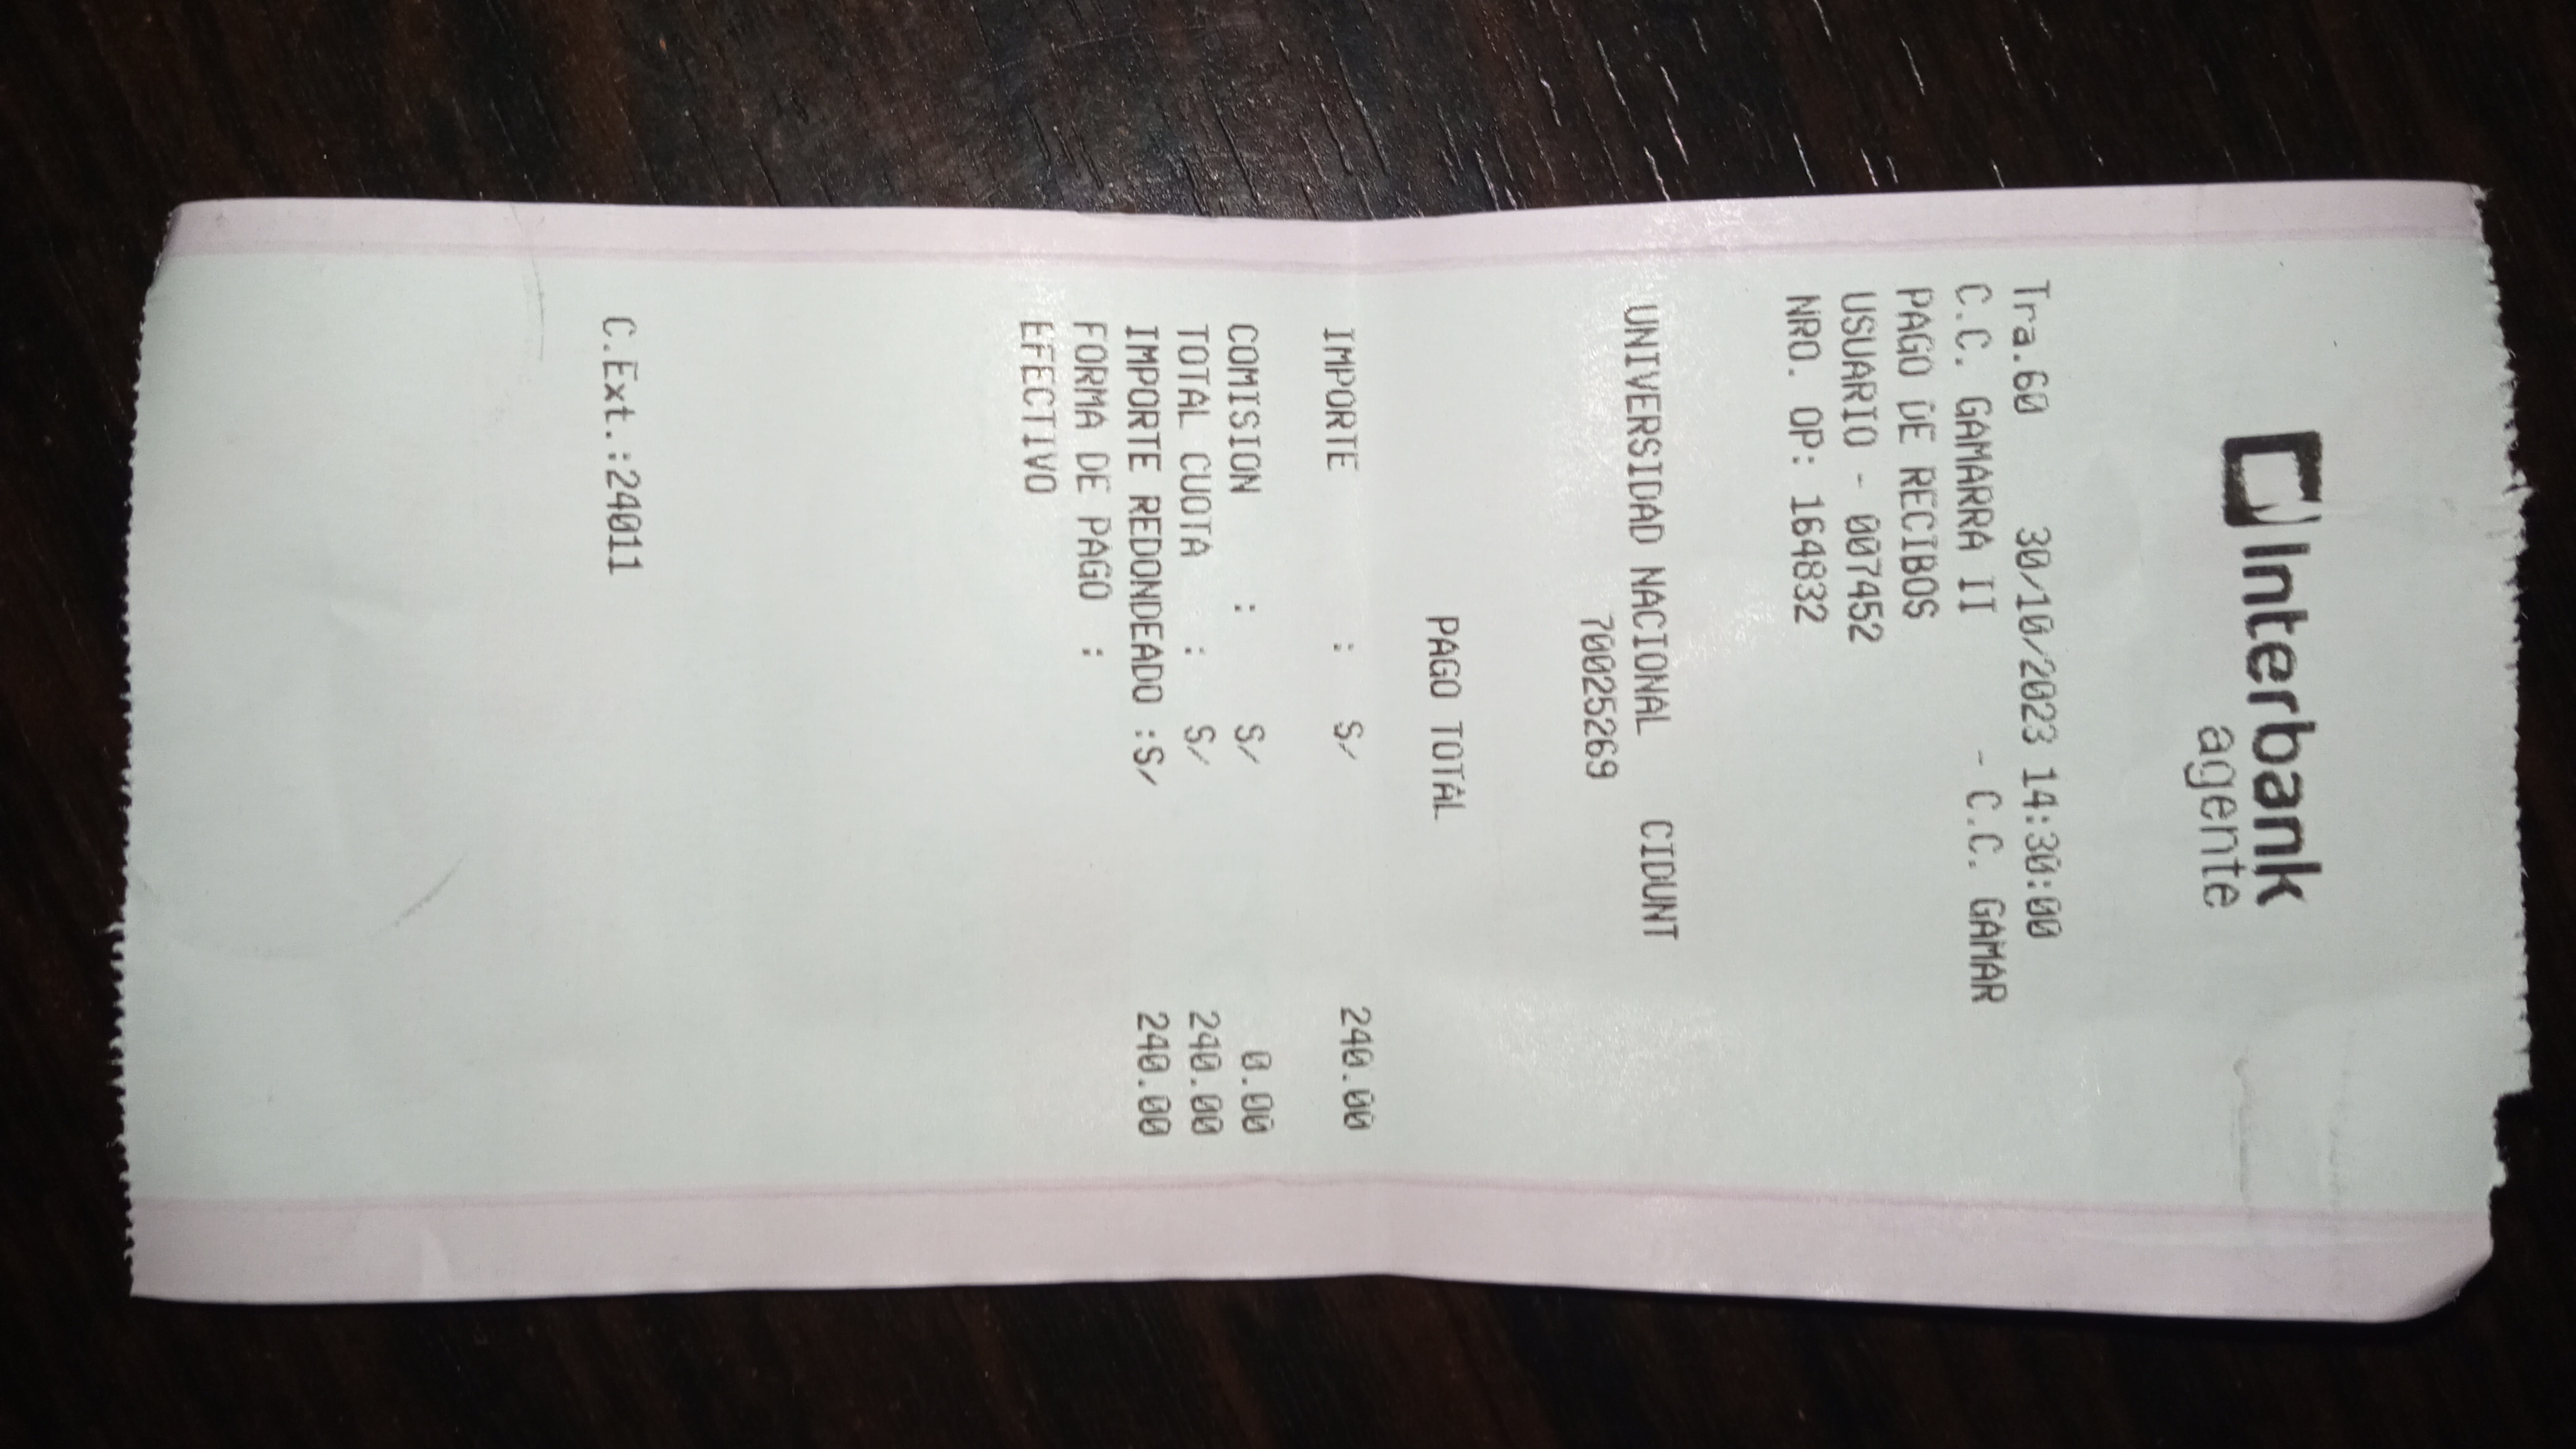 Interbank
agente
Tra.60 30/10/2023 14:30:00
C.C. GAMARRA II - C.C. GAMAR
PAGO DE RECIBOS
USUARIO - 007452
NRO. OP: 164832
UNIVERSIDAD NACIONAL CIDUNT
70025269
PAGO TOTAL
IMPORTE : S/ 240.00
COMISION : S/ 0.00
TOTAL CUOTA : S/ 240.00
IMPORTE REDONDEADO :S/ 240.00
FORMA DE PAGO :
EFECTIVO
C.Ext.:24011